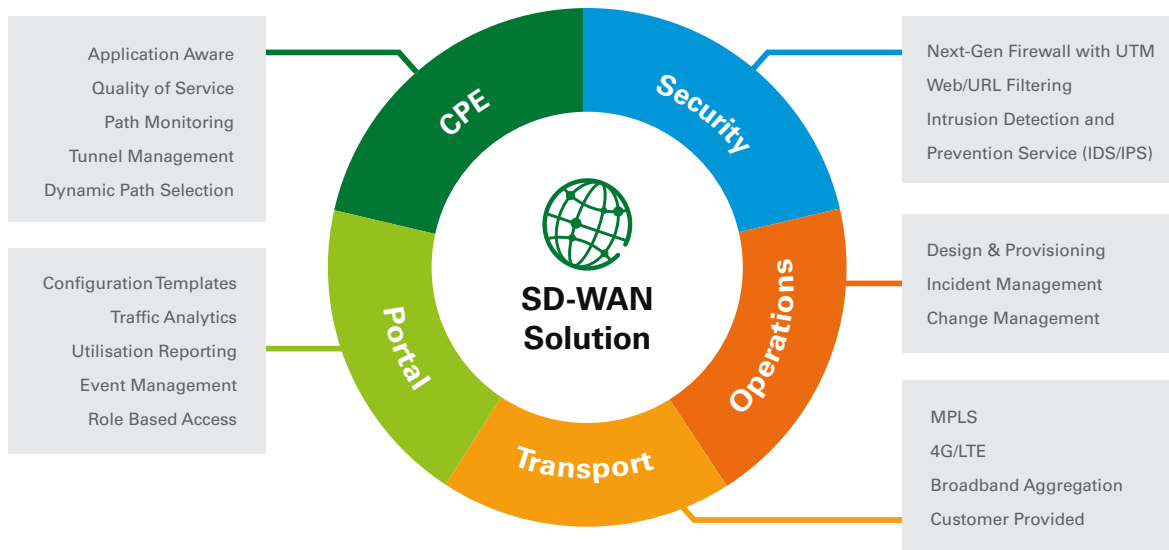 Application Aware
Quality of Service
Path Monitoring
Tunnel Management
Dynamic Path Selection
Configuration Templates
Traffic Analytics
Utilisation Reporting
Event Management
Role Based Access
CPE
Security
Portal
Operations
Transport
SD-WAN
Solution
Next-Gen Firewall with UTM
Web/URL Filtering
Intrusion Detection and
Prevention Service (IDS/IPS)
Design & Provisioning
Incident Management
Change Management
MPLS
4G/LTE
Broadband Aggregation
Customer Provided